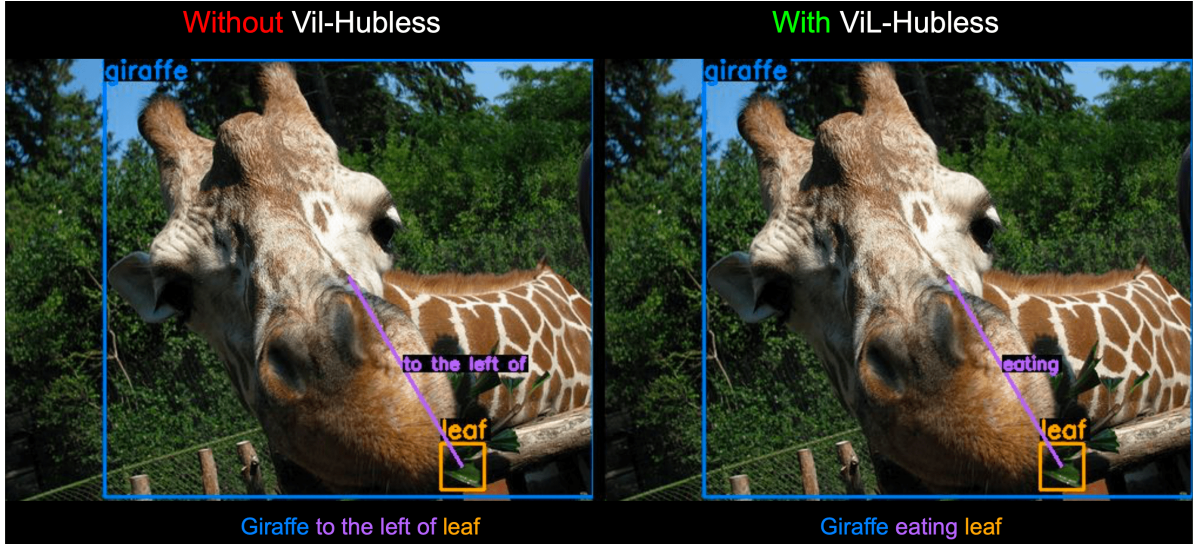 Without Vil-Hubless
With ViL-Hubless
giraffe
giraffe
to the left of
eating
leaf
leaf
Giraffe to the left of leaf
Giraffe eating leaf